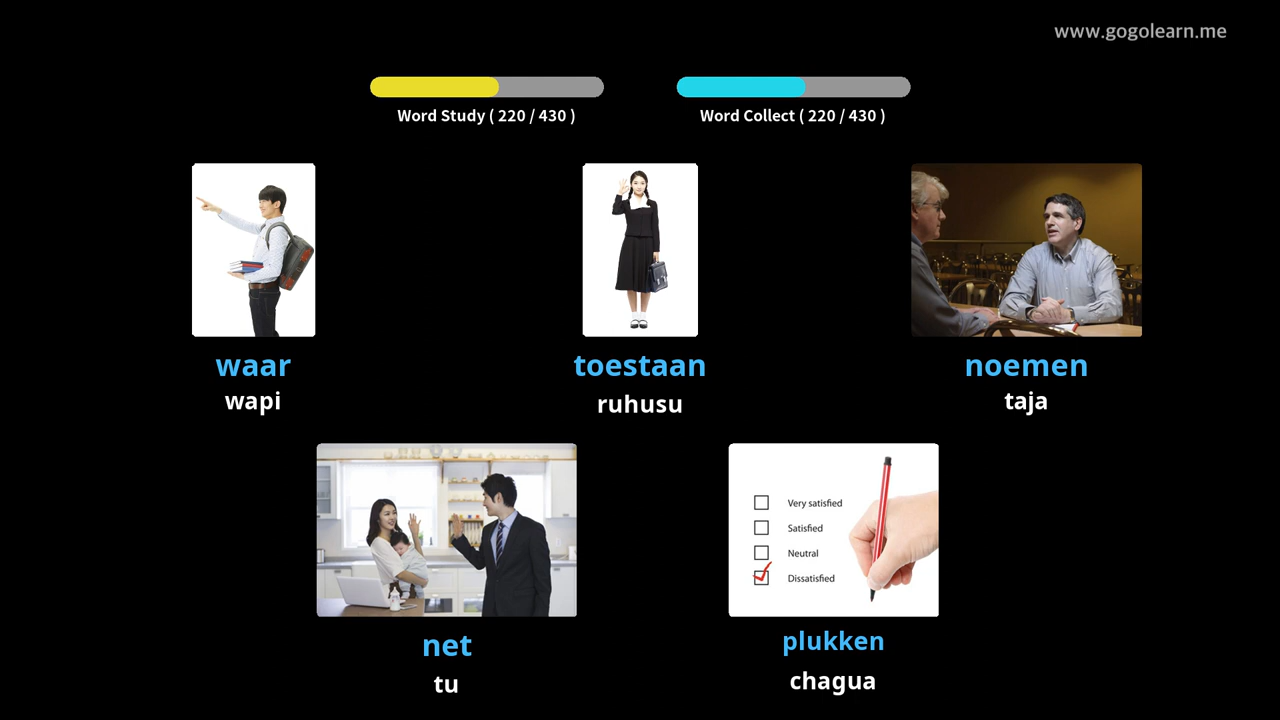 www.gogolearn.me
Word Study ( 220 / 430 )
Word Collect ( 220 / 430 )
waar
wapi
toestaan
ruhusu
noemen
taja
net
tu
Very satisfied
Satisfied
Neutral
Dissatisfied
plukken
chagua